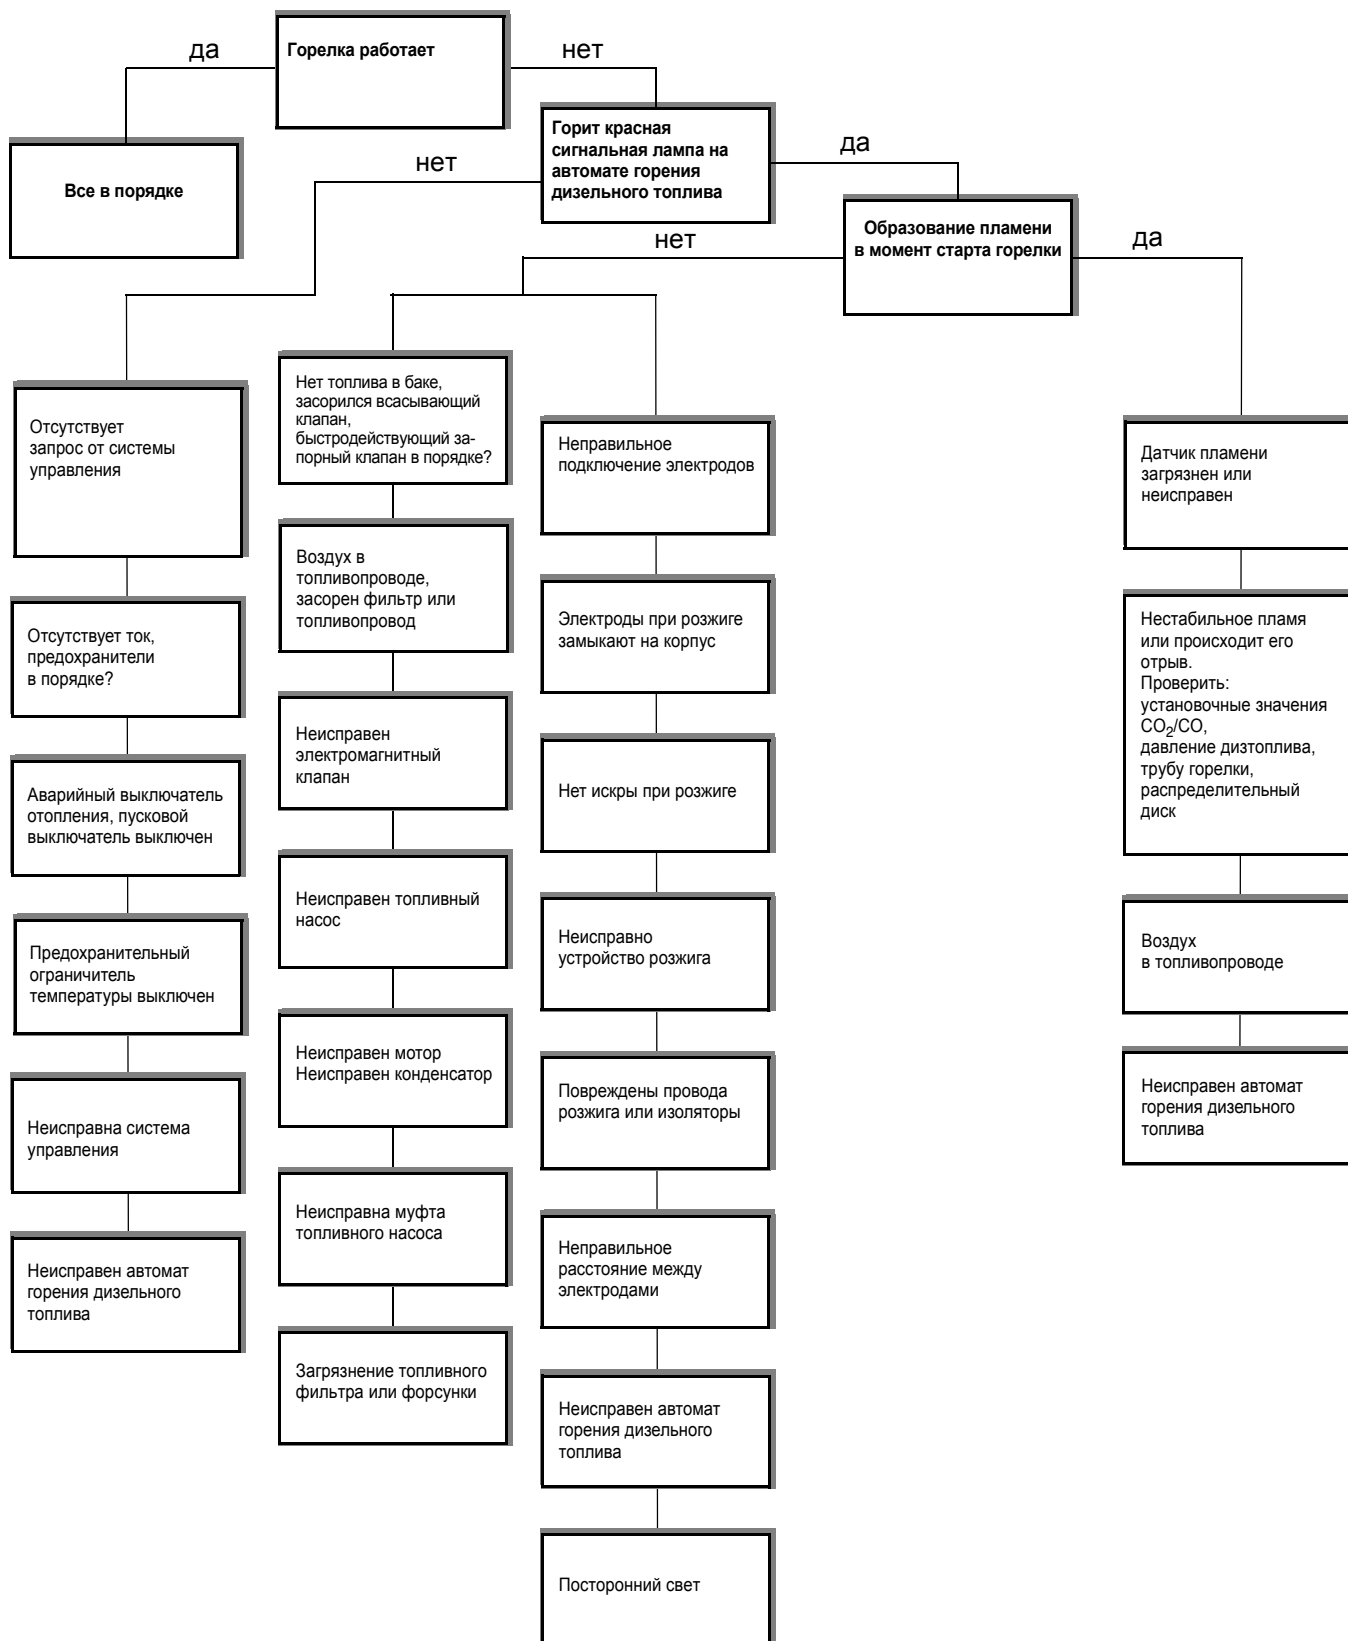 да
Горелка работает
нет
Все в порядке
нет
Горит красная
сигнальная лампа на
автомате горения
дизельного топлива
да
нет
Образование пламени
в момент старта горелки
да
Отсутствует
запрос от системы
управления
Отсутствует ток,
предохранители
в порядке?
Аварийный выключатель
отопления, пусковой
выключатель выключен
Предохранительный
ограничитель
температуры выключен
Неисправна система
управления
Неисправен автомат
горения дизельного
топлива
Нет топлива в баке,
засорился всасывающий
клапан,
быстродействующий за-
порный клапан в порядке?
Воздух в
топливопроводе,
засорен фильтр или
топливопровод
Неисправен
электромагнитный
клапан
Неисправен топливный
насос
Неисправен мотор
Неисправен конденсатор
Неисправна муфта
топливного насоса
Загрязнение топливного
фильтра или форсунки
Неправильное
подключение электродов
Электроды при розжиге
замыкают на корпус
Нет искры при розжиге
Неисправно
устройство розжига
Повреждены провода
розжига или изоляторы
Неправильное
расстояние между
электродами
Неисправен автомат
горения дизельного
топлива
Посторонний свет
Датчик пламени
загрязнен или
неисправен
Нестабильное пламя
или происходит его
отрыв.
Проверить:
установочные значения
CO₂/CO,
давление дизтоплива,
трубу горелки,
распределительный
диск
Воздух
в топливопроводе
Неисправен автомат
горения дизельного
топлива